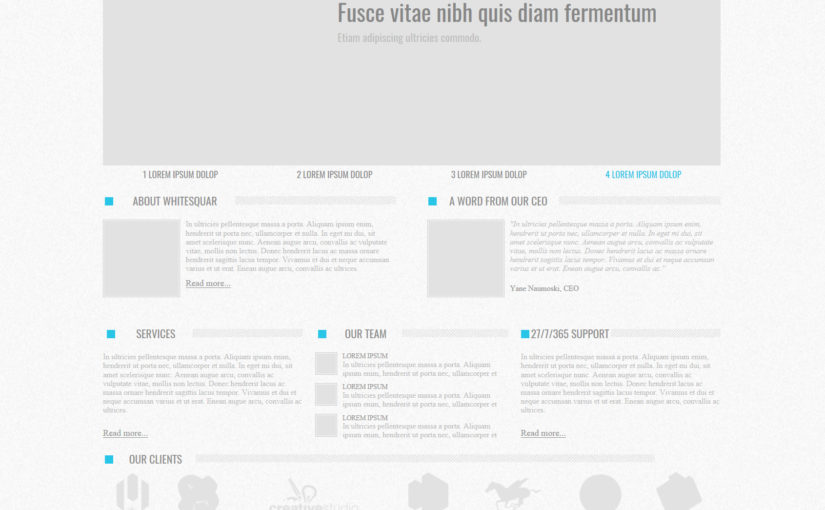 Fusce vitae nibh quis diam fermentum
Etiam adipiscing ultricies commodo.
1 LOREM IPSUM DOLOP
2 LOREM IPSUM DOLOP
3 LOREM IPSUM DOLOP
4 LOREM IPSUM DOLOP
ABOUT WHITESQUAR
In ultricies pellentesque massa a porta. Aliquam ipsum enim,
hendrerit ut porta nec, ullamcorper et nulla. In eget mi dui, sit
amet scelerisque nunc. Aenean augue arcu, convallis ac vulputate
vitae, mollis non lectus. Donec hendrerit lacus ac massa ornare
hendrerit sagittis lacus tempor. Vivamus et dui et augue accumsan
varius et ut erat. Enean augue arcu, convallis ac ultrices.
Read more...
A WORD FROM OUR CEO
"In ultricies pellentesque massa a porta. Aliquam ipsum enim,
hendrerit ut porta nec, ullamcorper et nulla. In eget mi dui, sit
amet scelerisque nunc. Aenean augue arcu, convallis ac vulputate
vitae, mollis non lectus. Donec hendrerit lacus ac massa ornare
hendrerit sagittis lacus tempor. Vivamus et dui et augue accumsan
varius et ut erat. Enean augue arcu, convallis ac."
Yane Naumoski, CEO
SERVICES
In ultricies pellentesque massa a porta. Aliquam ipsum enim,
hendrerit ut porta nec, ullamcorper et nulla. In eget mi dui, sit
amet scelerisque nunc. Aenean augue arcu, convallis ac
vulputate vitae, mollis non lectus. Donec hendrerit lacus ac
massa ornare hendrerit sagittis lacus tempor. Vivamus et dui et
neque accumsan varius et ut erat. Enean augue arcu, convallis ac
ultrices.
Read more...
OUR TEAM
LOREM IPSUM
In ultricies pellentesque massa a porta. Aliquam
ipsum enim, hendrerit ut porta nec, ullamcorper et
LOREM IPSUM
In ultricies pellentesque massa a porta. Aliquam
ipsum enim, hendrerit ut porta nec, ullamcorper et
LOREM IPSUM
In ultricies pellentesque massa a porta. Aliquam
ipsum enim, hendrerit ut porta nec, ullamcorper et
27/7/365 SUPPORT
In ultricies pellentesque massa a porta. Aliquam ipsum enim,
hendrerit ut porta nec, ullamcorper et nulla. In eget mi dui, sit
amet scelerisque nunc. Aenean augue arcu, convallis ac
vulputate vitae, mollis non lectus. Donec hendrerit lacus ac
massa ornare hendrerit sagittis lacus tempor. Vivamus et dui et
neque accumsan varius et ut erat. Enean augue arcu, convallis ac
ultrices.
Read more...
OUR CLIENTS
creativestudio